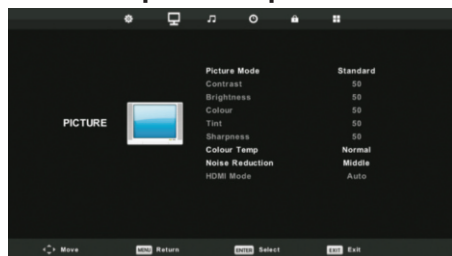 PICTURE
Picture Mode Standard
Contrast 50
Brightness 50
Colour 50
Tint 50
Sharpness 50
Colour Temp Normal
Noise Reduction Middle
HDMI Mode Auto
Move MENU Return ENTER Select EXIT Exit